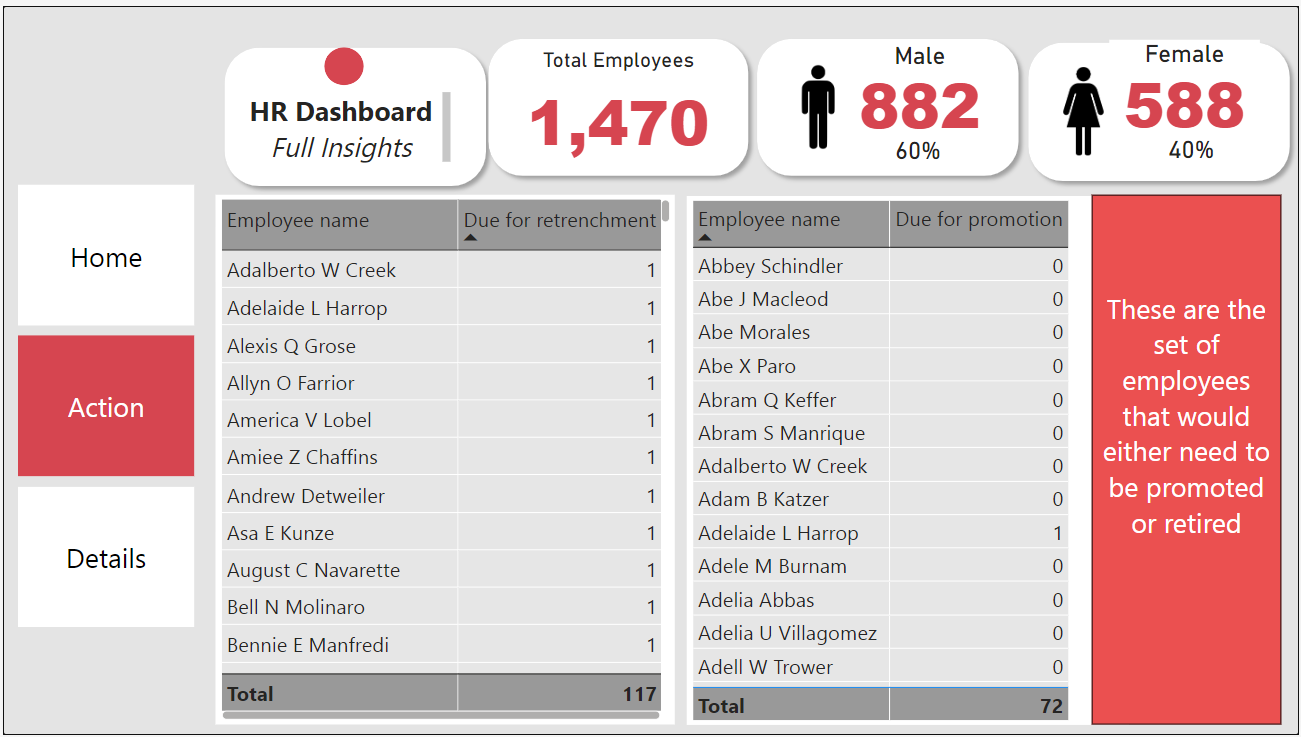 HR Dashboard
Full Insights
Total Employees
1,470
Male
882
60%
Female
588
40%
Home
Action
Details
Employee name Due for retrenchment
Adalberto W Creek 1
Adelaide L Harrop 1
Alexis Q Grose 1
Allyn O Farrior 1
America V Lobel 1
Amiee Z Chaffins 1
Andrew Detweiler 1
Asa E Kunze 1
August C Navarette 1
Bell N Molinaro 1
Bennie E Manfredi 1
Total 117
Employee name Due for promotion
Abbey Schindler 0
Abe J Macleod 0
Abe Morales 0
Abe X Paro 0
Abram Q Keffer 0
Abram S Manrique 0
Adalberto W Creek 0
Adam B Katzer 0
Adelaide L Harrop 1
Adele M Burnam 0
Adelia Abbas 0
Adelia U Villagomez 0
Adell W Trower 0
Total 72
These are the
set of
employees
that would
either need to
be promoted
or retired